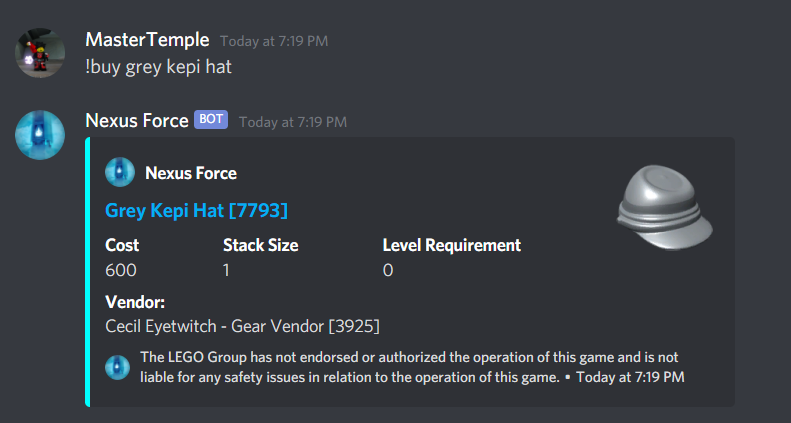 MasterTemple Today at 7:19 PM
!buy grey kepi hat
Nexus Force BOT Today at 7:19 PM
Nexus Force
Grey Kepi Hat [7793]
Cost Stack Size Level Requirement
600 1 0
Vendor:
Cecil Eyetwitch - Gear Vendor [3925]
The LEGO Group has not endorsed or authorized the operation of this game and is not
liable for any safety issues in relation to the operation of this game. • Today at 7:19 PM